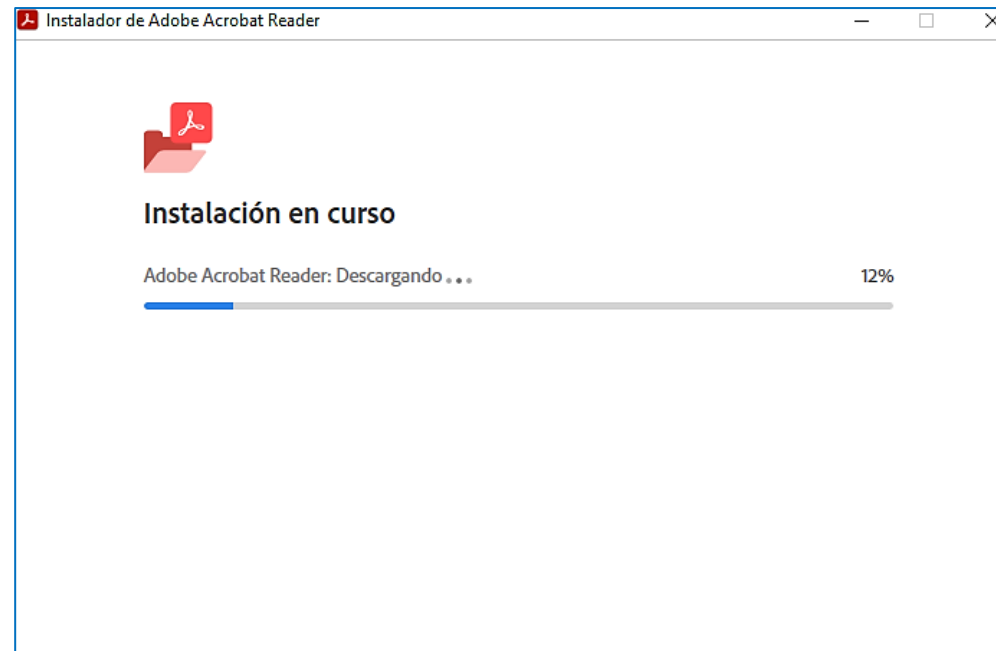 Instalador de Adobe Acrobat Reader
Instalación en curso
Adobe Acrobat Reader: Descargando... 12%